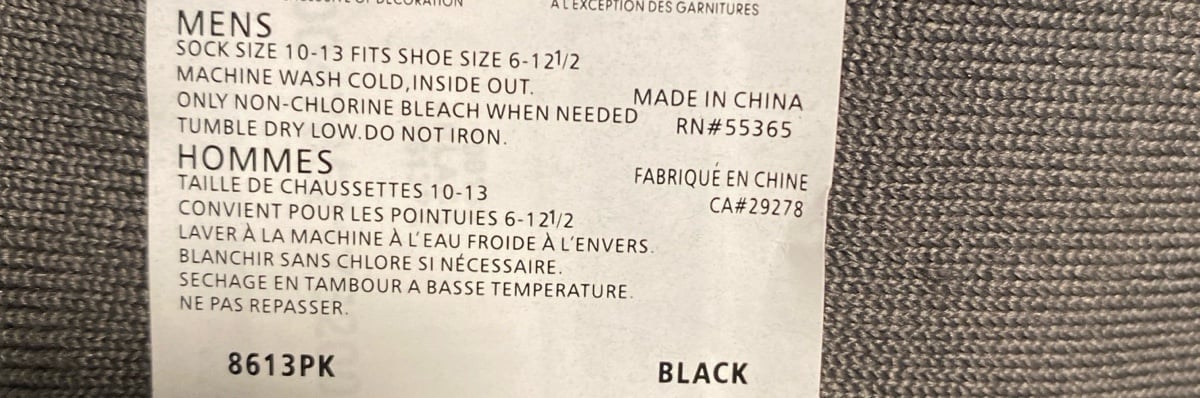 OF DECORATION
À L'EXCEPTION DES GARNITURES
MENS
SOCK SIZE 10-13 FITS SHOE SIZE 6-12 1/2
MACHINE WASH COLD,INSIDE OUT.
ONLY NON-CHLORINE BLEACH WHEN NEEDED
TUMBLE DRY LOW.DO NOT IRON.
MADE IN CHINA
RN#55365
HOMMES
TAILLE DE CHAUSSETTES 10-13
CONVIENT POUR LES POINTUIES 6-12 1/2
LAVER À LA MACHINE À L'EAU FROIDE À L'ENVERS.
BLANCHIR SANS CHLORE SI NÉCESSAIRE.
SECHAGE EN TAMBOUR A BASSE TEMPERATURE.
NE PAS REPASSER.
FABRIQUÉ EN CHINE
CA#29278
8613PK
BLACK